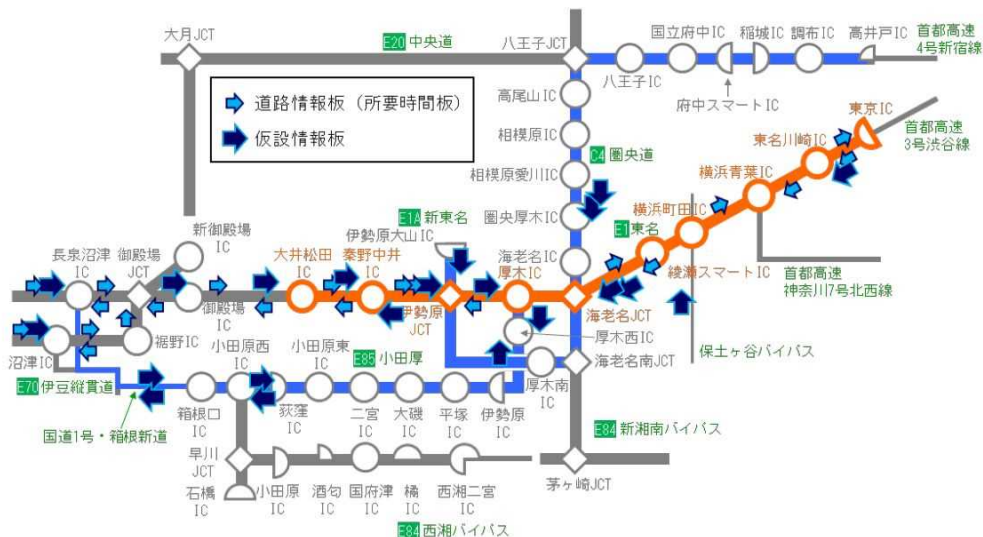 大月JCT
E20 中央道
八王子JCT
国立府中IC
稲城IC
調布IC
高井戸IC
首都高速
4号新宿線
八王子IC
府中スマートIC
道路情報板(所要時間板)
仮設情報板
高尾山IC
相模原IC
C4 圏央道
相模原愛川IC
圏央厚木IC
海老名IC
東京IC
首都高速
3号渋谷線
東名川崎IC
横浜青葉IC
横浜町田IC
E1 東名
綾瀬スマートIC
首都高速
神奈川7号北西線
E1A 新東名
伊勢原大山IC
新御殿場
IC
長泉沼津
IC
御殿場
JCT
大井松田
IC
秦野中井
IC
厚木IC
御殿場IC
伊勢原
JCT
海老名JCT
厚木西IC
保土ヶ谷バイパス
沼津IC
裾野IC
小田原西
IC
小田原東
IC
E85 小田厚
海老名南JCT
厚木南
IC
E70 伊豆縦貫道
箱根口
IC
荻窪
IC
二宮
IC
大磯
IC
平塚
IC
伊勢原
IC
国道1号・箱根新道
E84 新湘南バイパス
早川
JCT
茅ヶ崎JCT
石橋
IC
小田原
IC
酒匂
IC
国府津
IC
橘
IC
西湘二宮
IC
E84 西湘バイパス